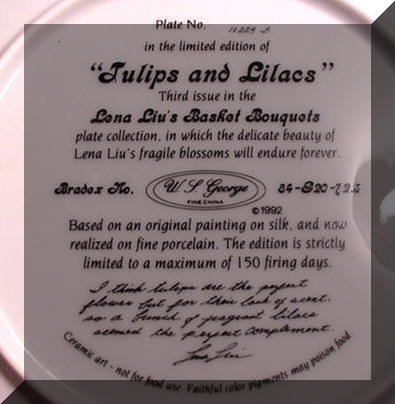 Plate No.
in the limited edition of
“Tulips and Lilacs”
Third issue in the
Lena Liu's Basket Bouquets
plate collection, in which the delicate beauty of
Lena Liu's fragile blossoms will endure forever.
Bradex No. W. S. George 84-G20-7.2.3
FINE CHINA
©1992
Based on an original painting on silk, and now
realized on fine porcelain. The edition is strictly
limited to a maximum of 150 firing days.
I think tulips are the perfect
flower but for their lack of scent.
so a bunch of fragrant lilacs
seemed the perfect complement.
Lena Liu
Ceramic art - not for food use. Faithful color pigments may poison food